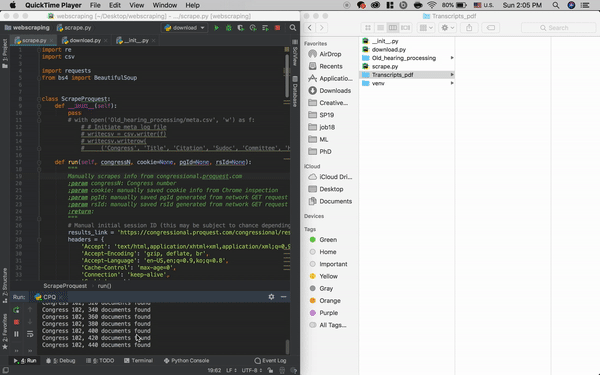 QuickTime Player File Edit View Window Help
US Sun 2:05 PM
webscraping [~/Desktop/webscraping] - .../scrape.py [webscraping]
webscraping scrape.py download
scrape.py download.py __init__.py
1: Project
SciView
Database
import re
import csv
import requests
from bs4 import BeautifulSoup
class ScrapeProquest:
def __init__(self):
pass
# with open('Old_hearing_processing/meta.csv', 'w') as f:
# # Initiate meta log file
# writecsv = csv.writer(f)
# writecsv.writerow(
# ['Congress', 'Title', 'Citation', 'Sudoc', 'Committee',
def run(self, congressN, cookie=None, pgId=None, rsId=None):
"""
Manually scrapes info from congressional.proquest.com
:param congressN: Congress number
:param cookie: manually saved cookie info from Chrome inspection
:param pgId: manually saved pgId generated from network GET request
:param rsId: manually saved rsId generated from network GET request
:return:
"""
# Manual initial session ID (this may be subject to chance depending
results_link = 'https://congressional.proquest.com/congressional/res
headers = {
'Accept': 'text/html,application/xhtml+xml,application/xml;q=0.9
'Accept-Encoding': 'gzip, deflate, br',
'Accept-Language': 'en-US,en;q=0.9,ko;q=0.8',
'Cache-Control': 'max-age=0',
'Connection': 'keep-alive',
ScrapeProquest run()
Run: CPQ
Congress 102, 320 documents found
Congress 102, 340 documents found
Congress 102, 360 documents found
Congress 102, 380 documents found
Congress 102, 400 documents found
Congress 102, 420 documents found
Congress 102, 440 documents found
2: Favorites
7: Structure
4: Run 5: Debug 6: TODO Terminal Python Console Event Log
19:62 LF UTF-8
Transcripts_pdf
Favorites
AirDrop
Recents
Application...
Downloads
Creative...
SP19
job18
ML
PhD
iCloud
iCloud Dri...
Desktop
Documents
Devices
Tags
Green
Home
Important
Yellow
Gray
Orange
Purple
All Tags...
__init__.py
download.py
Old_hearing_processing
scrape.py
Transcripts_pdf
venv